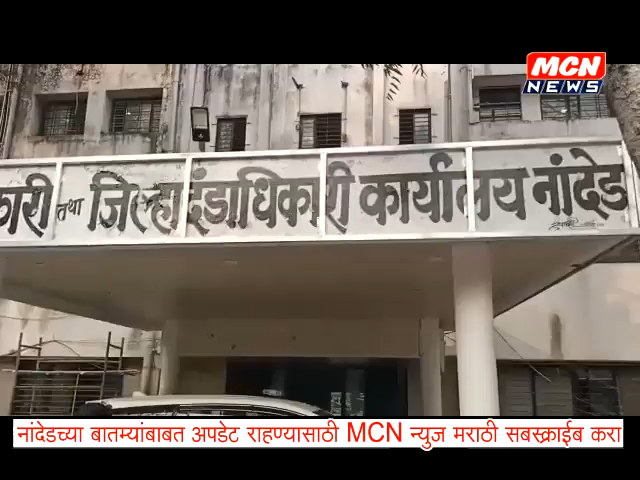 MCN
NEWS
कारी तथा जिल्हादंडाधिकारी कार्यालय नांदेड
नांदेडच्या बातम्यांबाबत अपडेट राहण्यासाठी MCN न्युज मराठी सबस्क्राईब करा